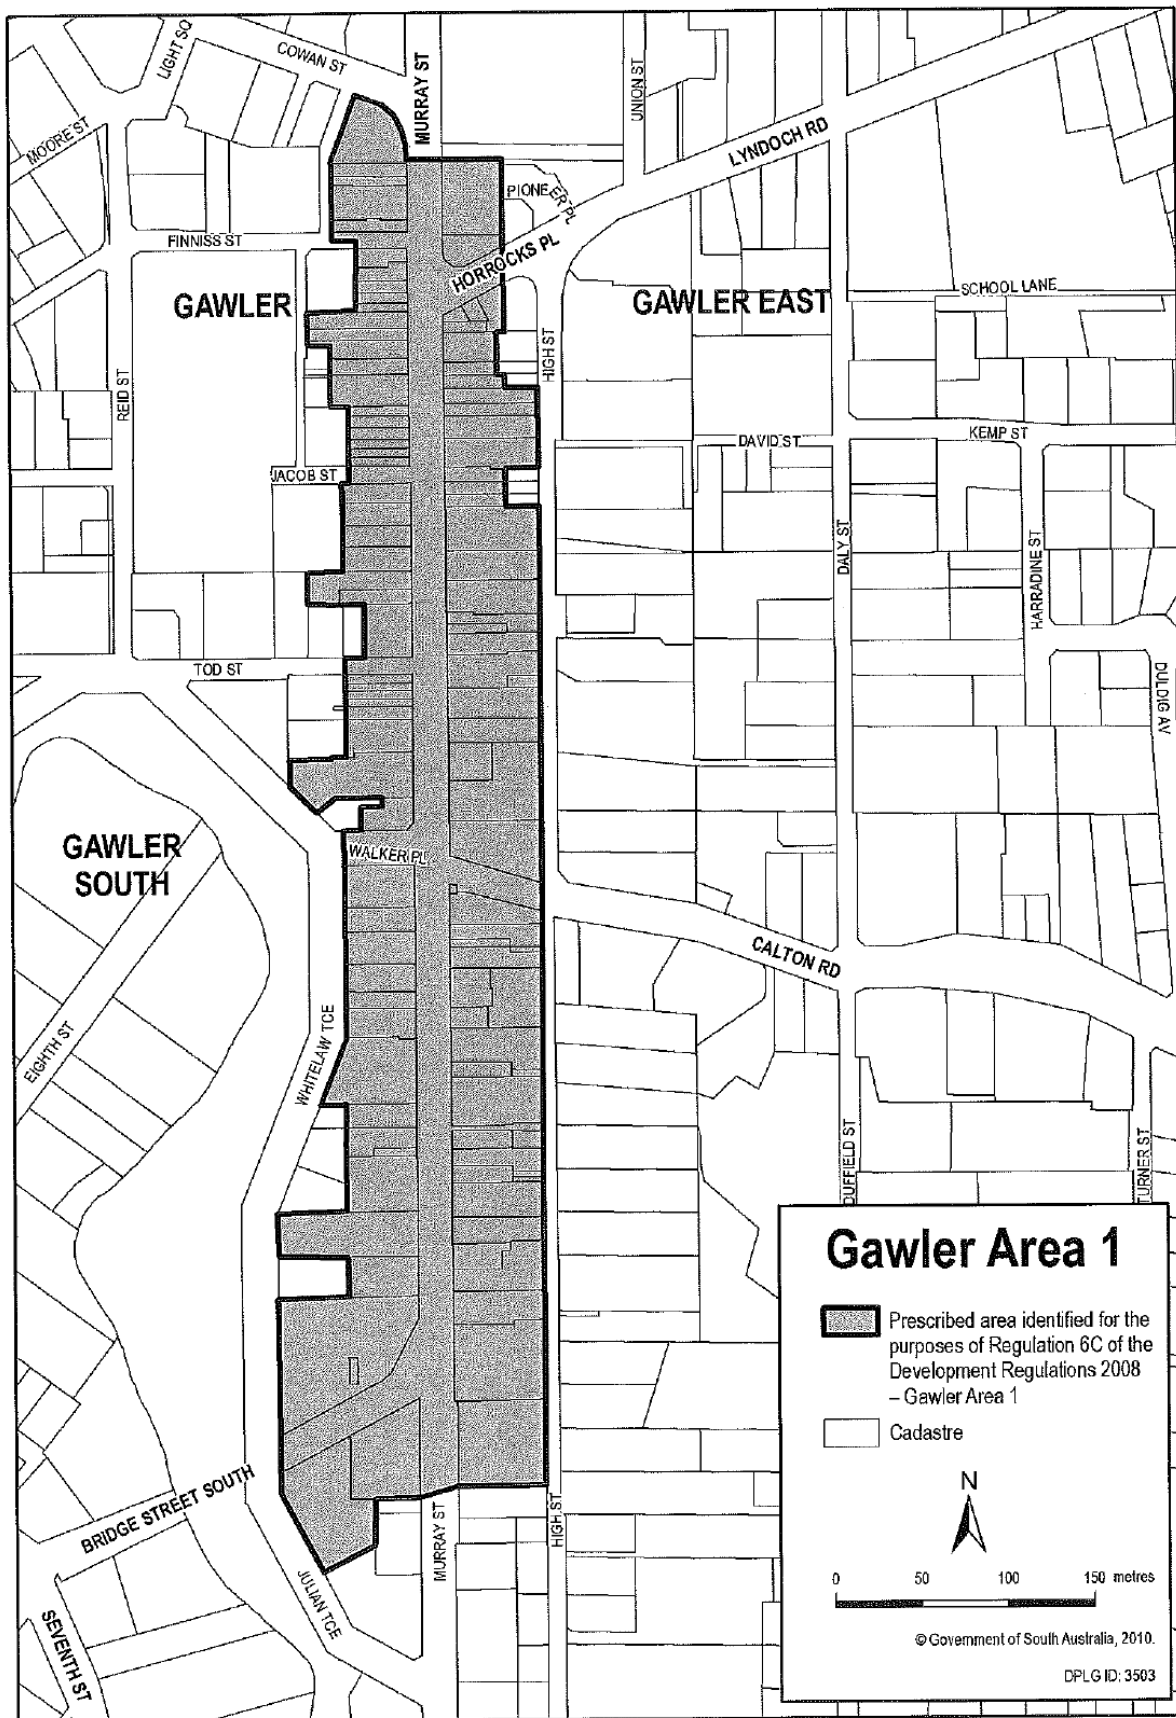 LIGHT SQ
COWAN ST
MURRAY ST
UNION ST
MOORE ST
LYNDOCH RD
PIONEER PL
FINNISS ST
HORROCKS PL
GAWLER
GAWLER EAST
SCHOOL LANE
REID ST
HIGH ST
DAVID ST
KEMP ST
JACOB ST
DALY ST
HARRADINE ST
TOD ST
DULDIG AV
GAWLER
SOUTH
WALKER PL
CALTON RD
EIGHTH ST
WHITELAW TCE
DUFFIELD ST
TURNER ST
BRIDGE STREET SOUTH
MURRAY ST
HIGH ST
JULIAN TCE
SEVENTH ST
Gawler Area 1
Prescribed area identified for the
purposes of Regulation 6C of the
Development Regulations 2008
– Gawler Area 1
Cadastre
N
0 50 100 150 metres
© Government of South Australia, 2010.
DPLG ID: 3503